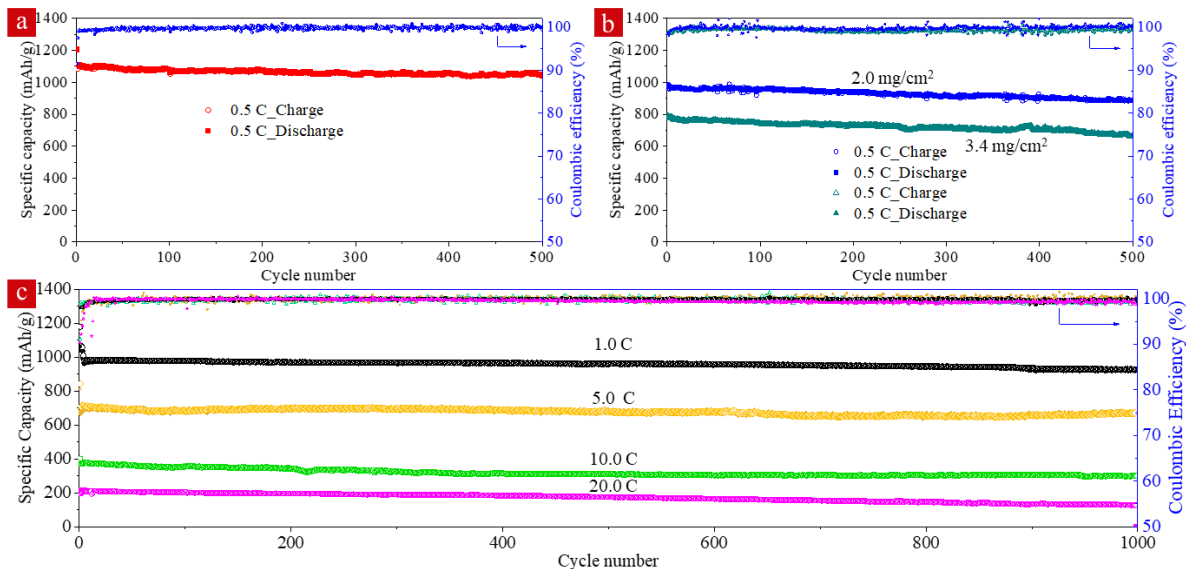 a
1400
1200
1000
800
600
400
200
0
Specific capacity (mAh/g)
0.5 C_Charge
0.5 C_Discharge
100
90
80
70
60
50
Coulombic efficiency (%)
0
100
200
300
400
500
Cycle number
b
1400
1200
1000
800
600
400
200
0
Specific capacity (mAh/g)
2.0 mg/cm²
3.4 mg/cm²
0.5 C_Charge
0.5 C_Discharge
0.5 C_Charge
0.5 C_Discharge
100
90
80
70
60
50
Coulombic efficiency (%)
0
100
200
300
400
500
Cycle number
c
1400
1200
1000
800
600
400
200
0
Specific Capacity (mAh/g)
1.0 C
5.0 C
10.0 C
20.0 C
100
90
80
70
60
50
Coulombic Efficiency (%)
0
200
400
600
800
1000
Cycle number